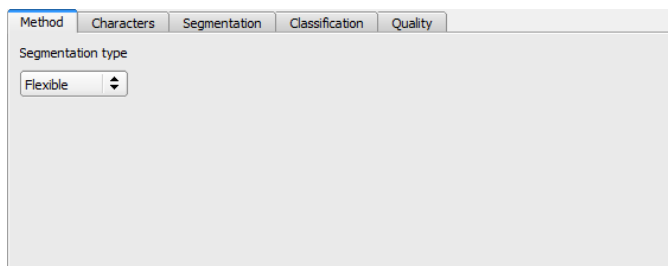 Method Characters Segmentation Classification Quality
Segmentation type
Flexible